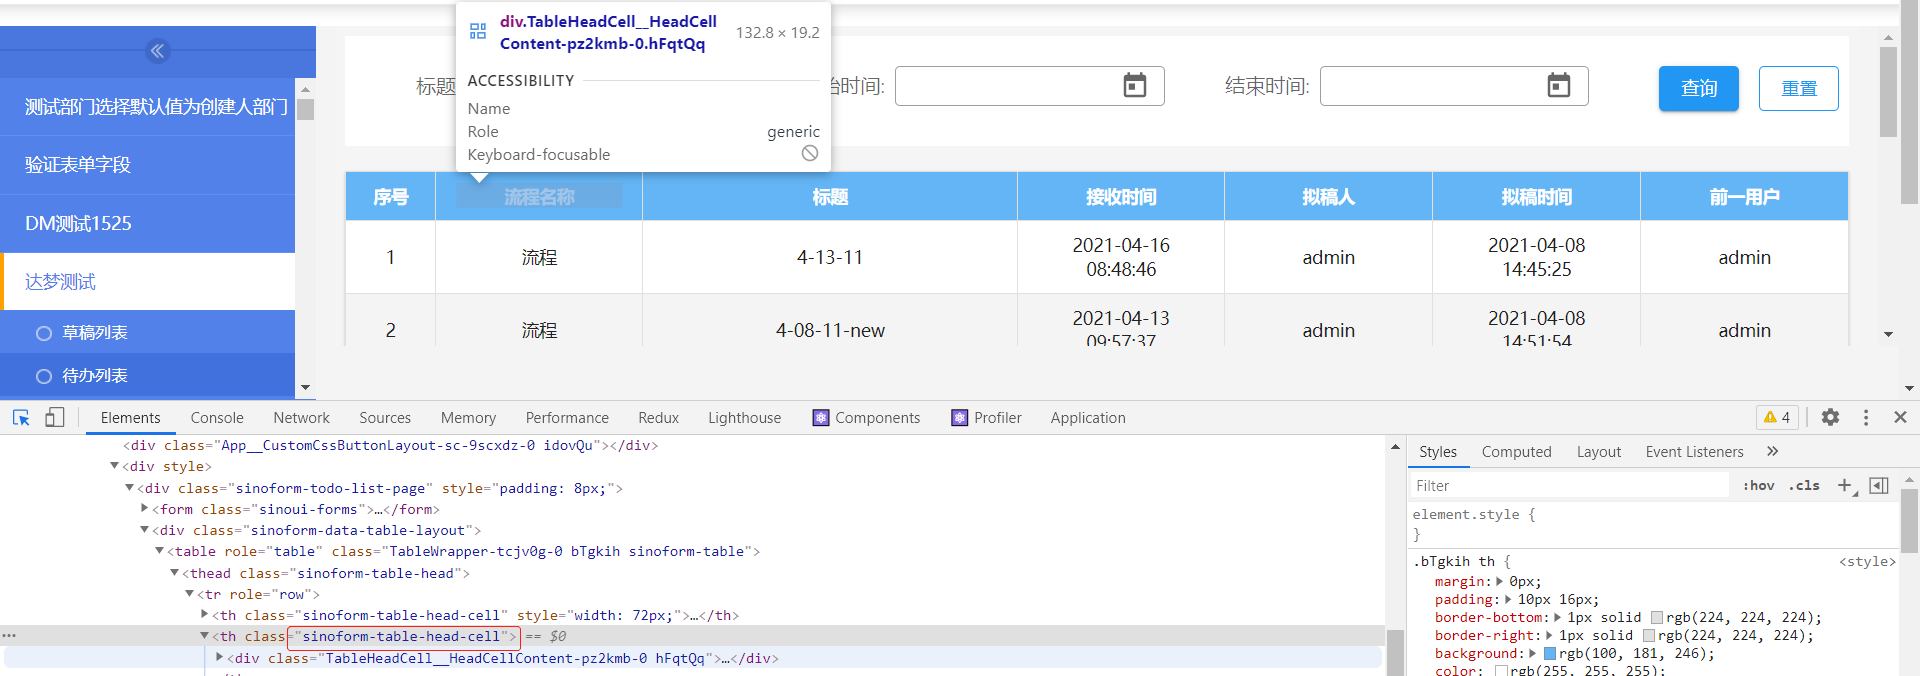 div.TableHeadCell__HeadCell
Content-pz2kmb-0.hFqtQq
132.8 × 19.2
ACCESSIBILITY
Name
Role generic
Keyboard-focusable
标题
始时间:
结束时间:
查询
重置
测试部门选择默认值为创建人部门
验证表单字段
DM测试1525
达梦测试
草稿列表
待办列表
序号 流程名称 标题 接收时间 拟稿人 拟稿时间 前一用户
1 流程 4-13-11 2021-04-16 08:48:46 admin 2021-04-08 14:45:25 admin
2 流程 4-08-11-new 2021-04-13 09:57:37 admin 2021-04-08 14:51:54 admin
Elements Console Network Sources Memory Performance Redux Lighthouse Components Profiler Application 4
<div class="App__CustomCssButtonLayout-sc-9scxdz-0 idovQu"></div>
<div style>
<div class="sinoform-todo-list-page" style="padding: 8px;">
<form class="sinoui-forms">…</form>
<div class="sinoform-data-table-layout">
<table role="table" class="TableWrapper-tcjv0g-0 bTgkih sinoform-table">
<thead class="sinoform-table-head">
<tr role="row">
<th class="sinoform-table-head-cell" style="width: 72px;">…</th>
<th class="sinoform-table-head-cell"> == $0
<div class="TableHeadCell__HeadCellContent-pz2kmb-0 hFqtQq">…</div>
Styles Computed Layout Event Listeners
Filter :hov .cls
element.style {
}
.bTgkih th { <style>
margin: 0px;
padding: 10px 16px;
border-bottom: 1px solid rgb(224, 224, 224);
border-right: 1px solid rgb(224, 224, 224);
background: rgb(100, 181, 246);
color: rgb(255, 255, 255);